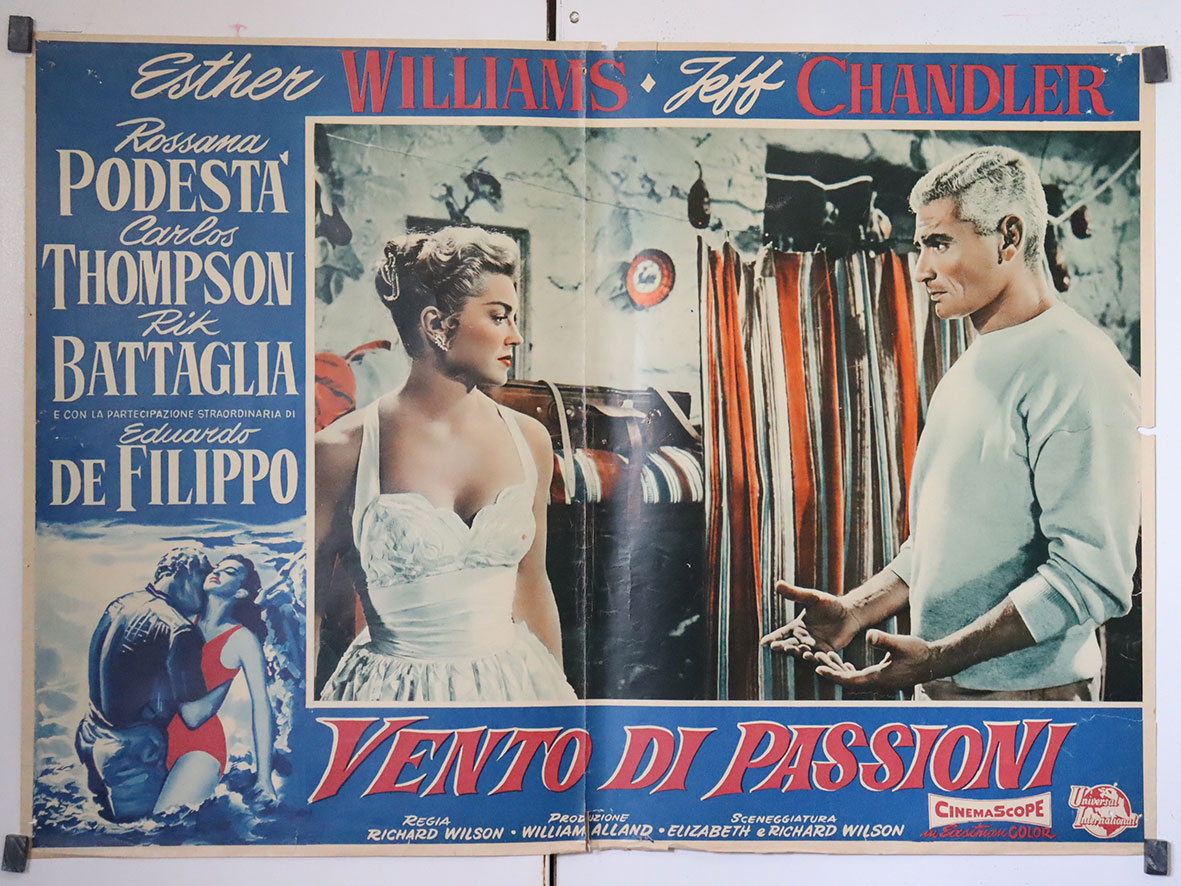 Esther WILLIAMS · Jeff CHANDLER
Rossana
PODESTÀ
Carlos
THOMPSON
Rik
BATTAGLIA
E CON LA PARTECIPAZIONE STRAORDINARIA DI
Eduardo
DE FILIPPO
VENTO DI PASSIONI
REGIA
RICHARD WILSON ·
PRODUZIONE
WILLIAM ALLAND ·
SCENEGGIATURA
ELIZABETH e RICHARD WILSON
CINEMASCOPE
in Eastman COLOR
Universal
International